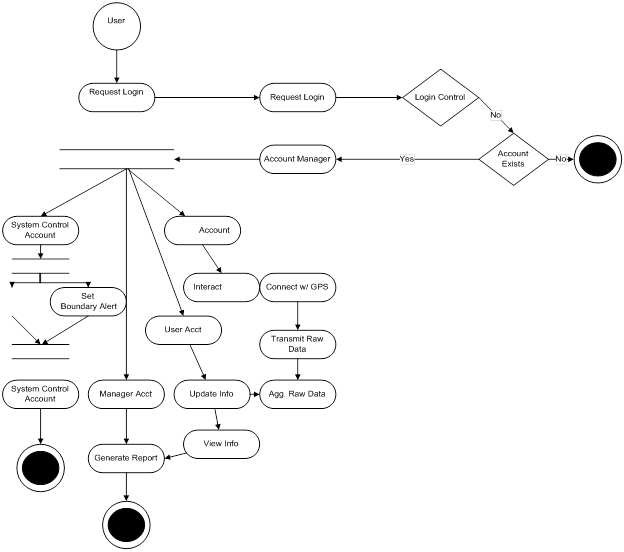 User
Request Login
Request Login
Login Control
No
Account Manager
Yes
Account
Exists
No
System Control
Account
Account
Set
Boundary Alert
Interact
Connect w/ GPS
User Acct
Transmit Raw
Data
System Control
Account
Manager Acct
Update Info
Agg. Raw Data
View Info
Generate Report